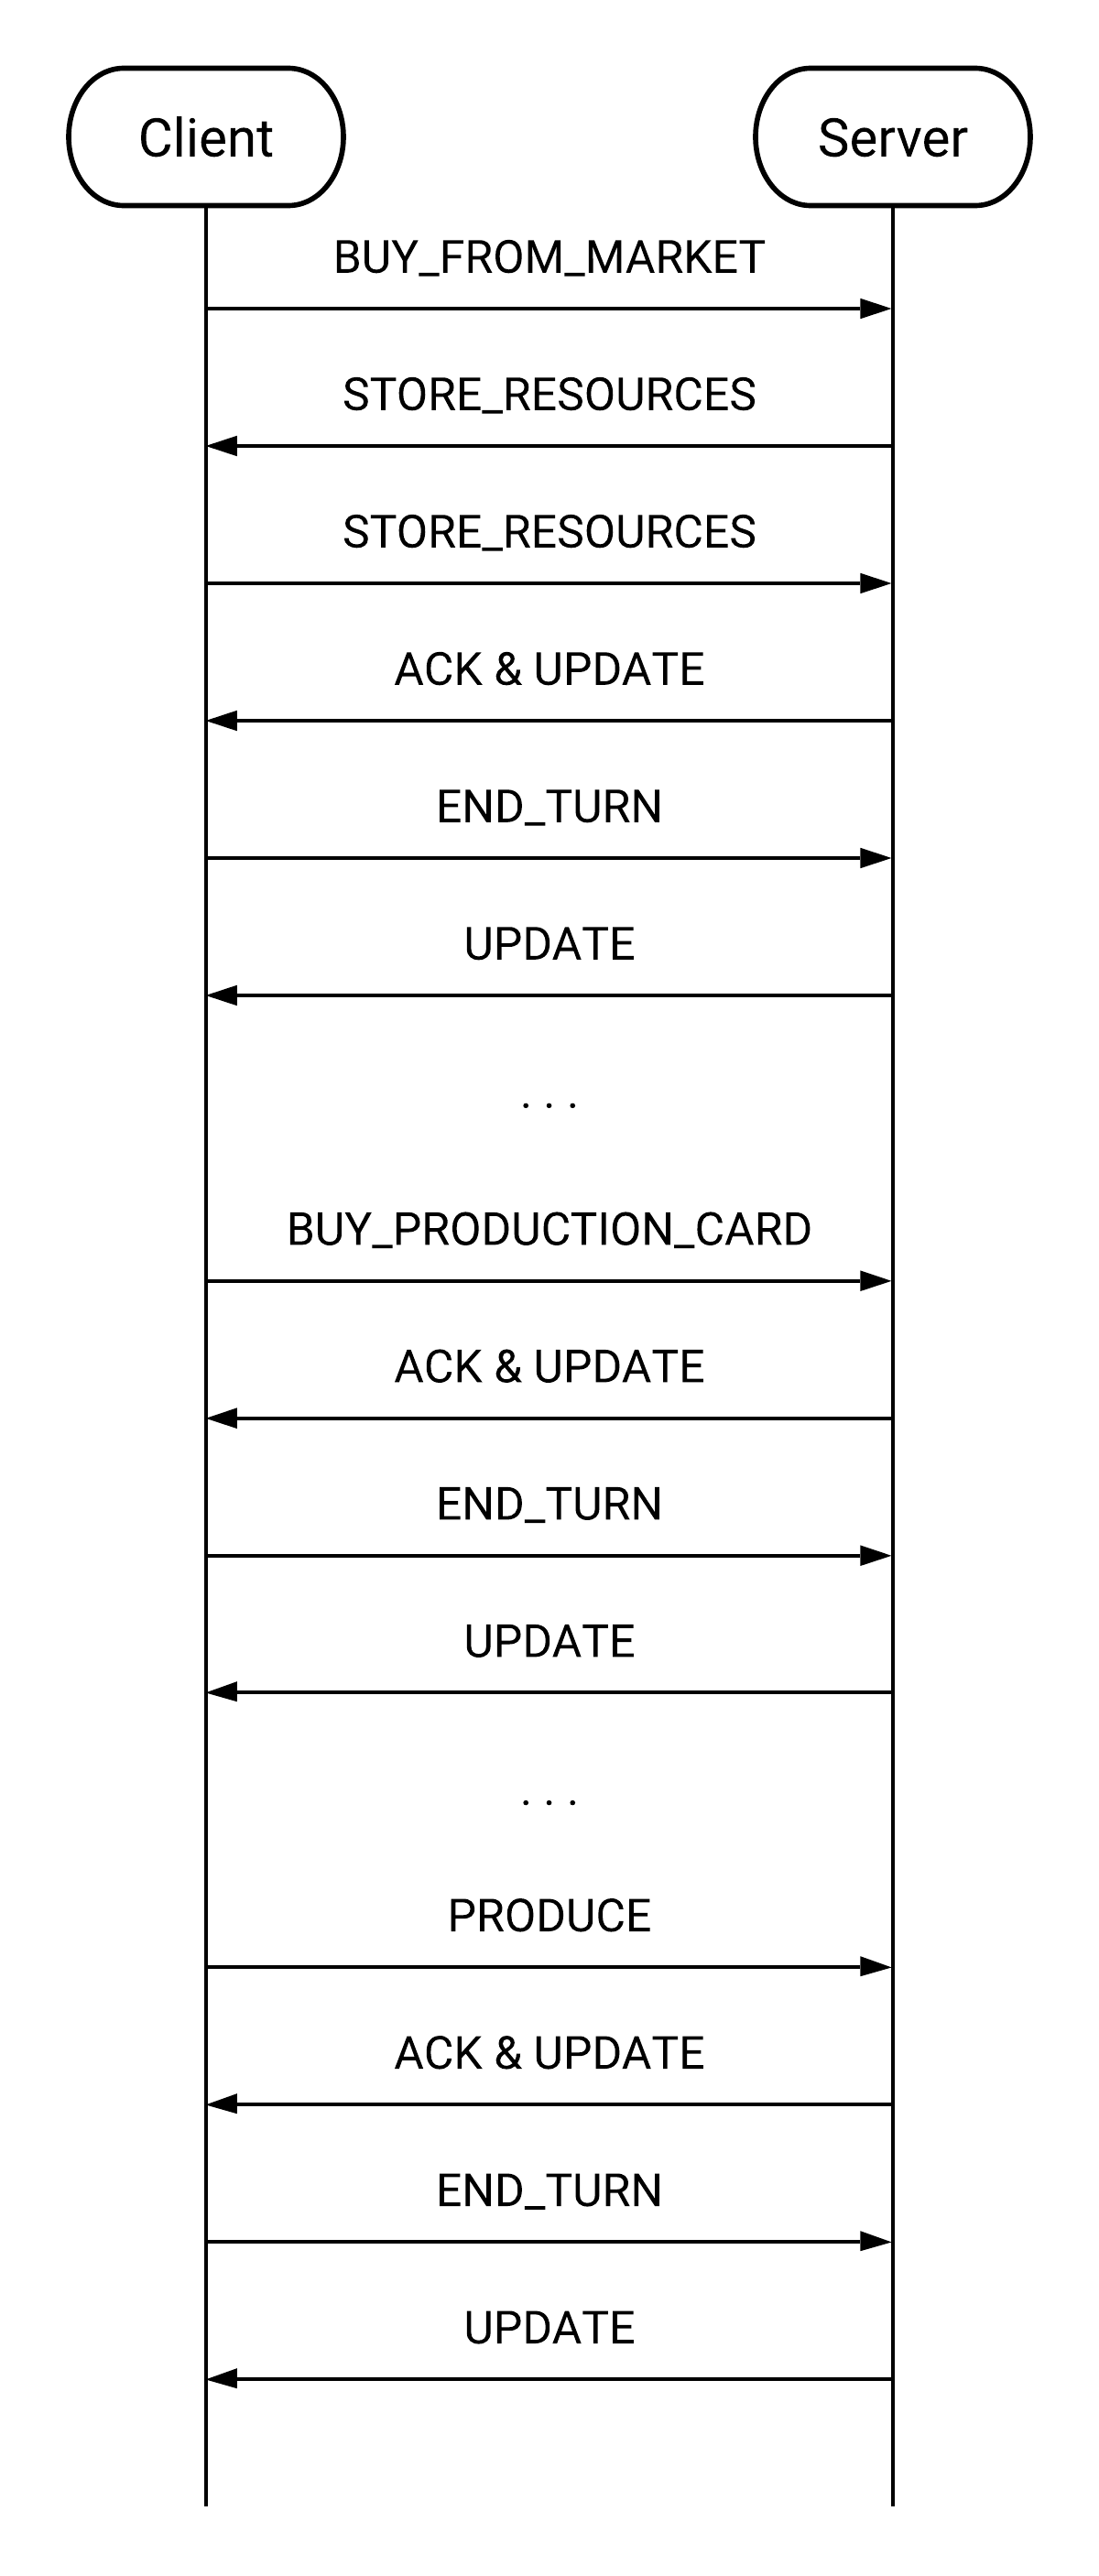 Client Server
BUY_FROM_MARKET
STORE_RESOURCES
STORE_RESOURCES
ACK & UPDATE
END_TURN
UPDATE
. . .
BUY_PRODUCTION_CARD
ACK & UPDATE
END_TURN
UPDATE
. . .
PRODUCE
ACK & UPDATE
END_TURN
UPDATE